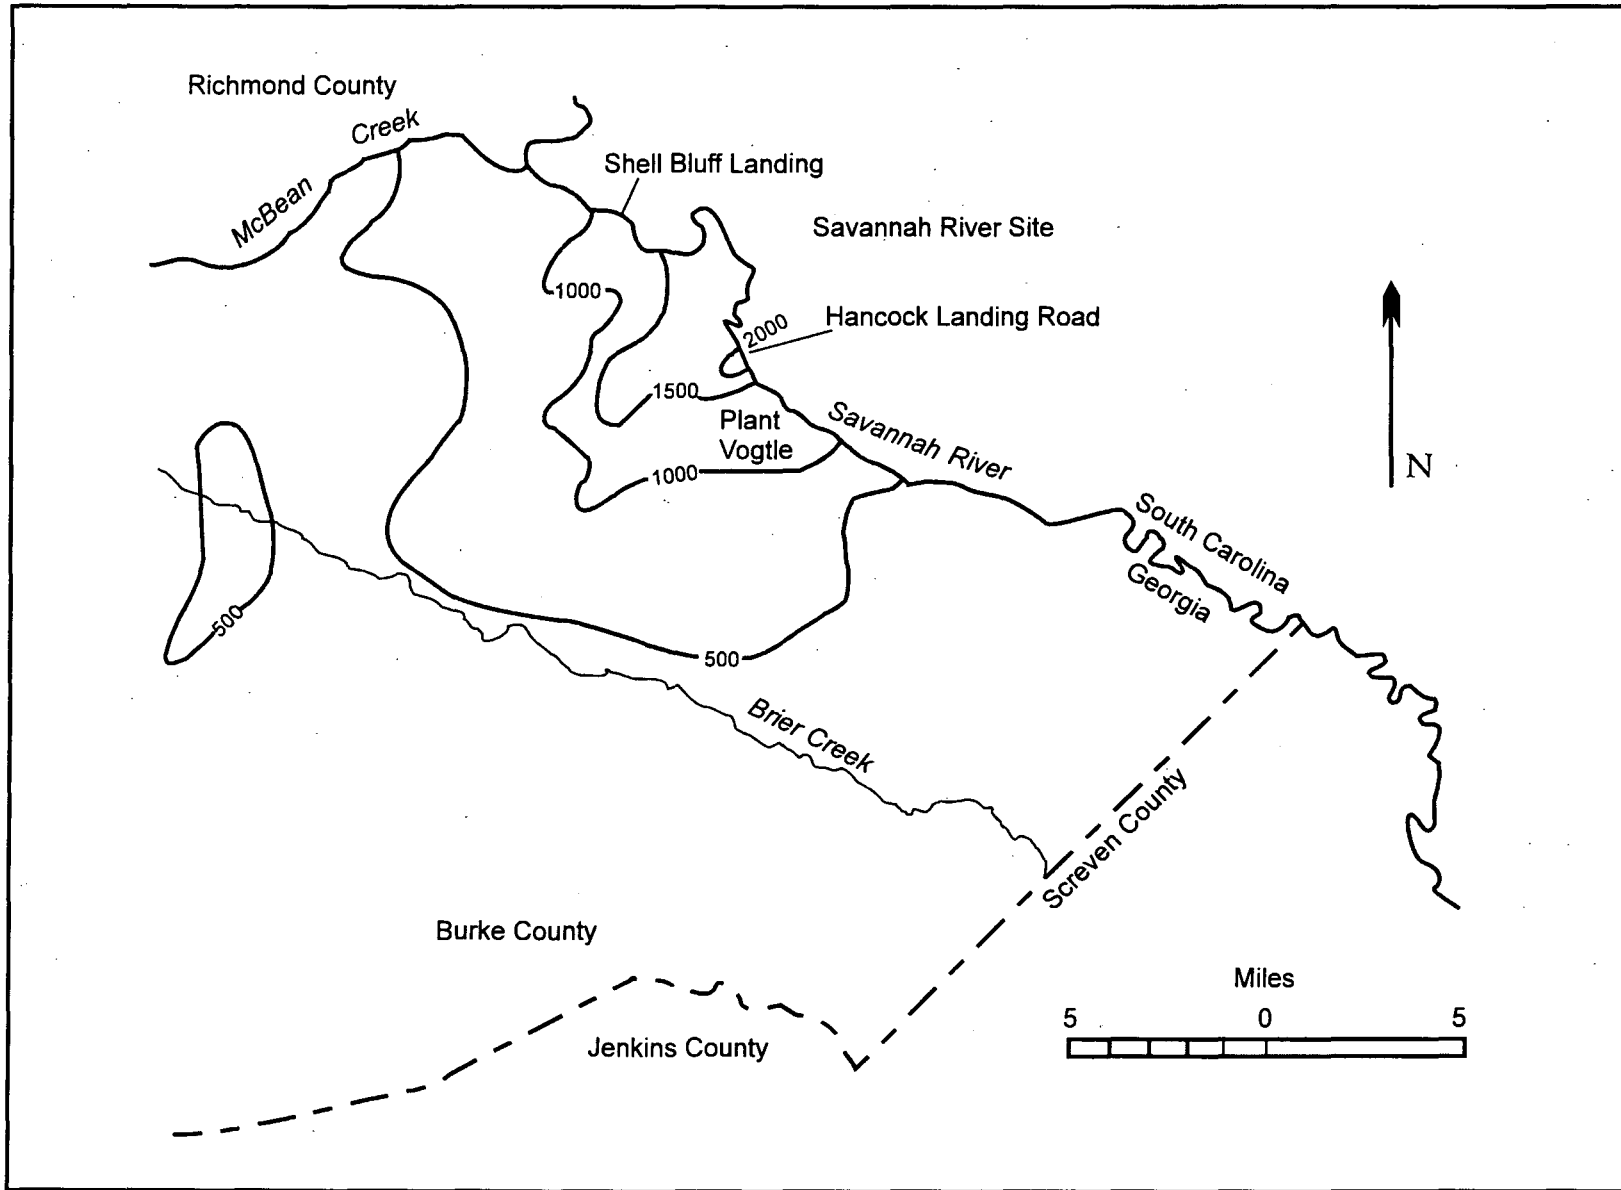 Richmond County
Creek
McBean
Shell Bluff Landing
Savannah River Site
1000
2000
Hancock Landing Road
1500
Plant
Vogtle
Savannah River
1000
N
South Carolina
Georgia
500
500
Brier Creek
Screven County
Burke County
Jenkins County
Miles
5 0 5